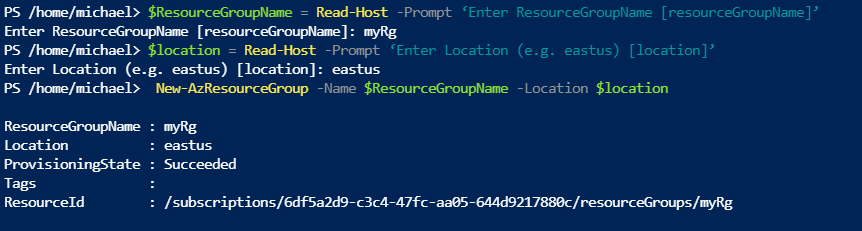 PS /home/michael> $ResourceGroupName = Read-Host -Prompt ‘Enter ResourceGroupName [resourceGroupName]’
Enter ResourceGroupName [resourceGroupName]: myRg
PS /home/michael> $location = Read-Host -Prompt ‘Enter Location (e.g. eastus) [location]’
Enter Location (e.g. eastus) [location]: eastus
PS /home/michael>  New-AzResourceGroup -Name $ResourceGroupName -Location $location
ResourceGroupName : myRg
Location          : eastus
ProvisioningState : Succeeded
Tags              :
ResourceId        : /subscriptions/6df5a2d9-c3c4-47fc-aa05-644d9217880c/resourceGroups/myRg